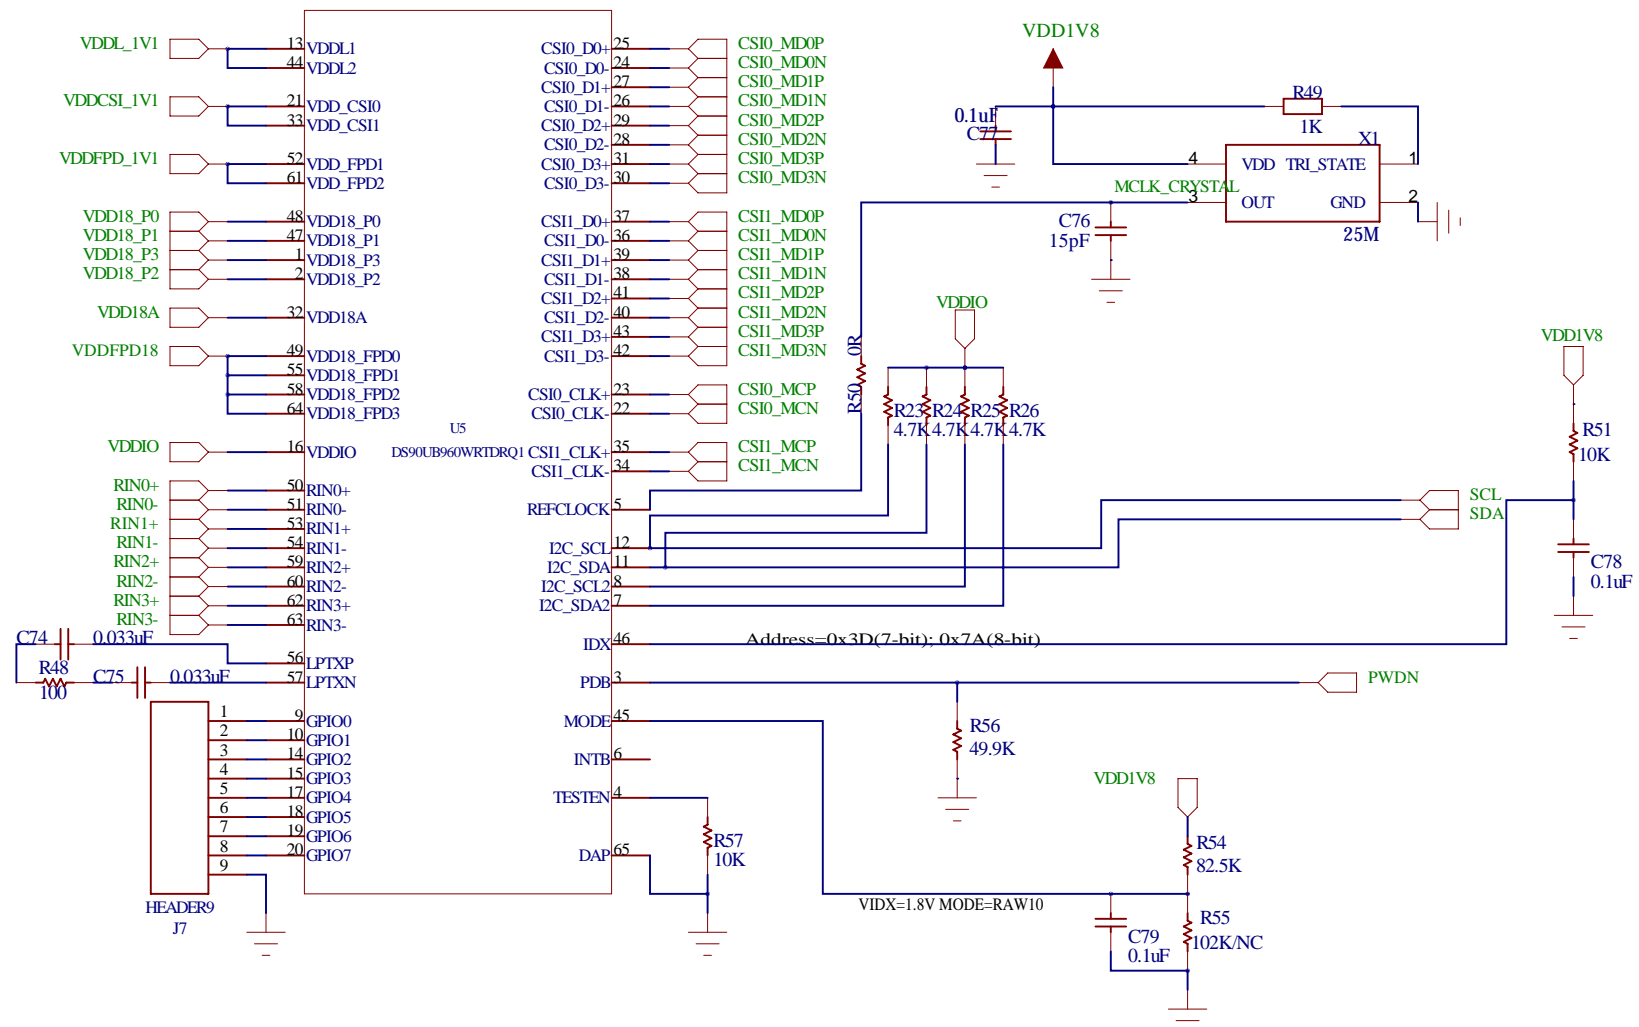 VDDL_1V1
VDDCSI_1V1
VDDFPD_1V1
VDD18_P0
VDD18_P1
VDD18_P3
VDD18_P2
VDD18A
VDDFPD18
VDDIO
RIN0+
RIN0-
RIN1+
RIN1-
RIN2+
RIN2-
RIN3+
RIN3-
C74 0.033uF
R48
100
C75 0.033uF
13 VDDL1
44 VDDL2
21 VDD_CSI0
33 VDD_CSI1
52 VDD_FPD1
61 VDD_FPD2
48 VDD18_P0
47 VDD18_P1
1 VDD18_P3
2 VDD18_P2
32 VDD18A
49 VDD18_FPD0
55 VDD18_FPD1
58 VDD18_FPD2
64 VDD18_FPD3
16 VDDIO
50 RIN0+
51 RIN0-
53 RIN1+
54 RIN1-
59 RIN2+
60 RIN2-
62 RIN3+
63 RIN3-
56 LPTXP
57 LPTXN
1 9 GPIO0
2 10 GPIO1
3 14 GPIO2
4 15 GPIO3
5 17 GPIO4
6 18 GPIO5
7 19 GPIO6
8 20 GPIO7
9
HEADER9
J7
U5
DS90UB960WRTDRQ1
CSI0_D0+ 25 CSI0_MD0P
CSI0_D0- 24 CSI0_MD0N
CSI0_D1+ 27 CSI0_MD1P
CSI0_D1- 26 CSI0_MD1N
CSI0_D2+ 29 CSI0_MD2P
CSI0_D2- 28 CSI0_MD2N
CSI0_D3+ 31 CSI0_MD3P
CSI0_D3- 30 CSI0_MD3N
CSI1_D0+ 37 CSI1_MD0P
CSI1_D0- 36 CSI1_MD0N
CSI1_D1+ 39 CSI1_MD1P
CSI1_D1- 38 CSI1_MD1N
CSI1_D2+ 41 CSI1_MD2P
CSI1_D2- 40 CSI1_MD2N
CSI1_D3+ 43 CSI1_MD3P
CSI1_D3- 42 CSI1_MD3N
CSI0_CLK+ 23 CSI0_MCP
CSI0_CLK- 22 CSI0_MCN
CSI1_CLK+ 35 CSI1_MCP
CSI1_CLK- 34 CSI1_MCN
REFCLOCK 5
I2C_SCL 12
I2C_SDA 11
I2C_SCL2 8
I2C_SDA2 7
IDX 46
PDB 3
MODE 45
INTB 6
TESTEN 4
DAP 65
VDD1V8
0.1uF
C77
R49
1K
X1
4 VDD TRI_STATE 1
MCLK_CRYSTAL
3 OUT GND 2
25M
C76
15pF
VDDIO
R50 0R
R23 R24 R25 R26
4.7K 4.7K 4.7K 4.7K
VDD1V8
R51
10K
SCL
SDA
C78
0.1uF
Address=0x3D(7-bit); 0x7A(8-bit)
PWDN
R56
49.9K
R57
10K
VDD1V8
R54
82.5K
VIDX=1.8V MODE=RAW10
C79
0.1uF
R55
102K/NC